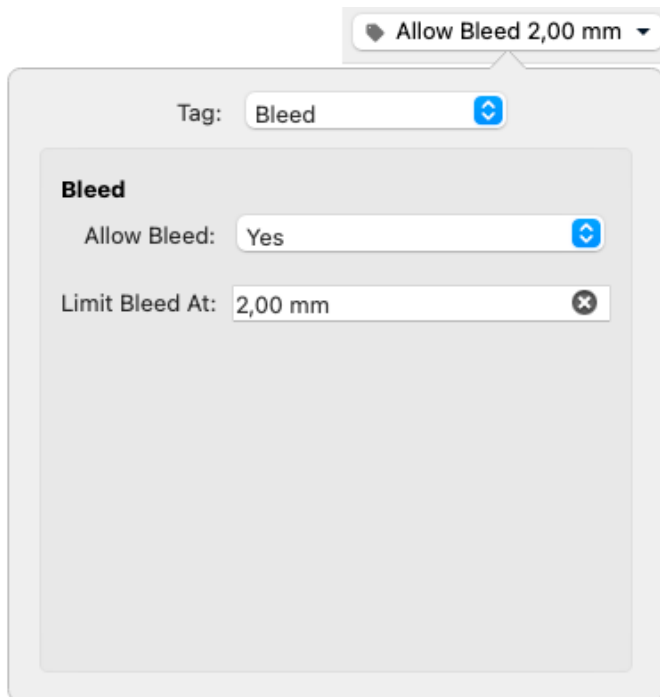 Allow Bleed 2,00 mm
Tag: Bleed
Bleed
Allow Bleed: Yes
Limit Bleed At: 2,00 mm